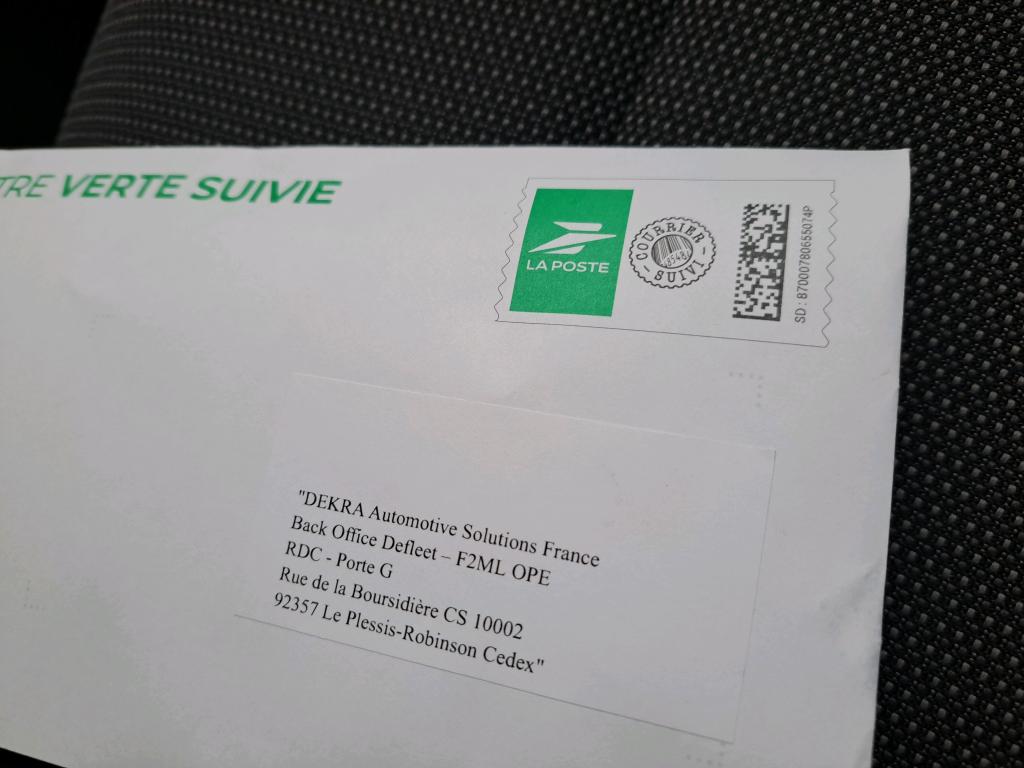 TRE VERTE SUIVIE
LA POSTE
COURRIER
SUIVI
SD : 87000780655074P
"DEKRA Automotive Solutions France
Back Office Defleet – F2ML OPE
RDC - Porte G
Rue de la Boursidière CS 10002
92357 Le Plessis-Robinson Cedex"